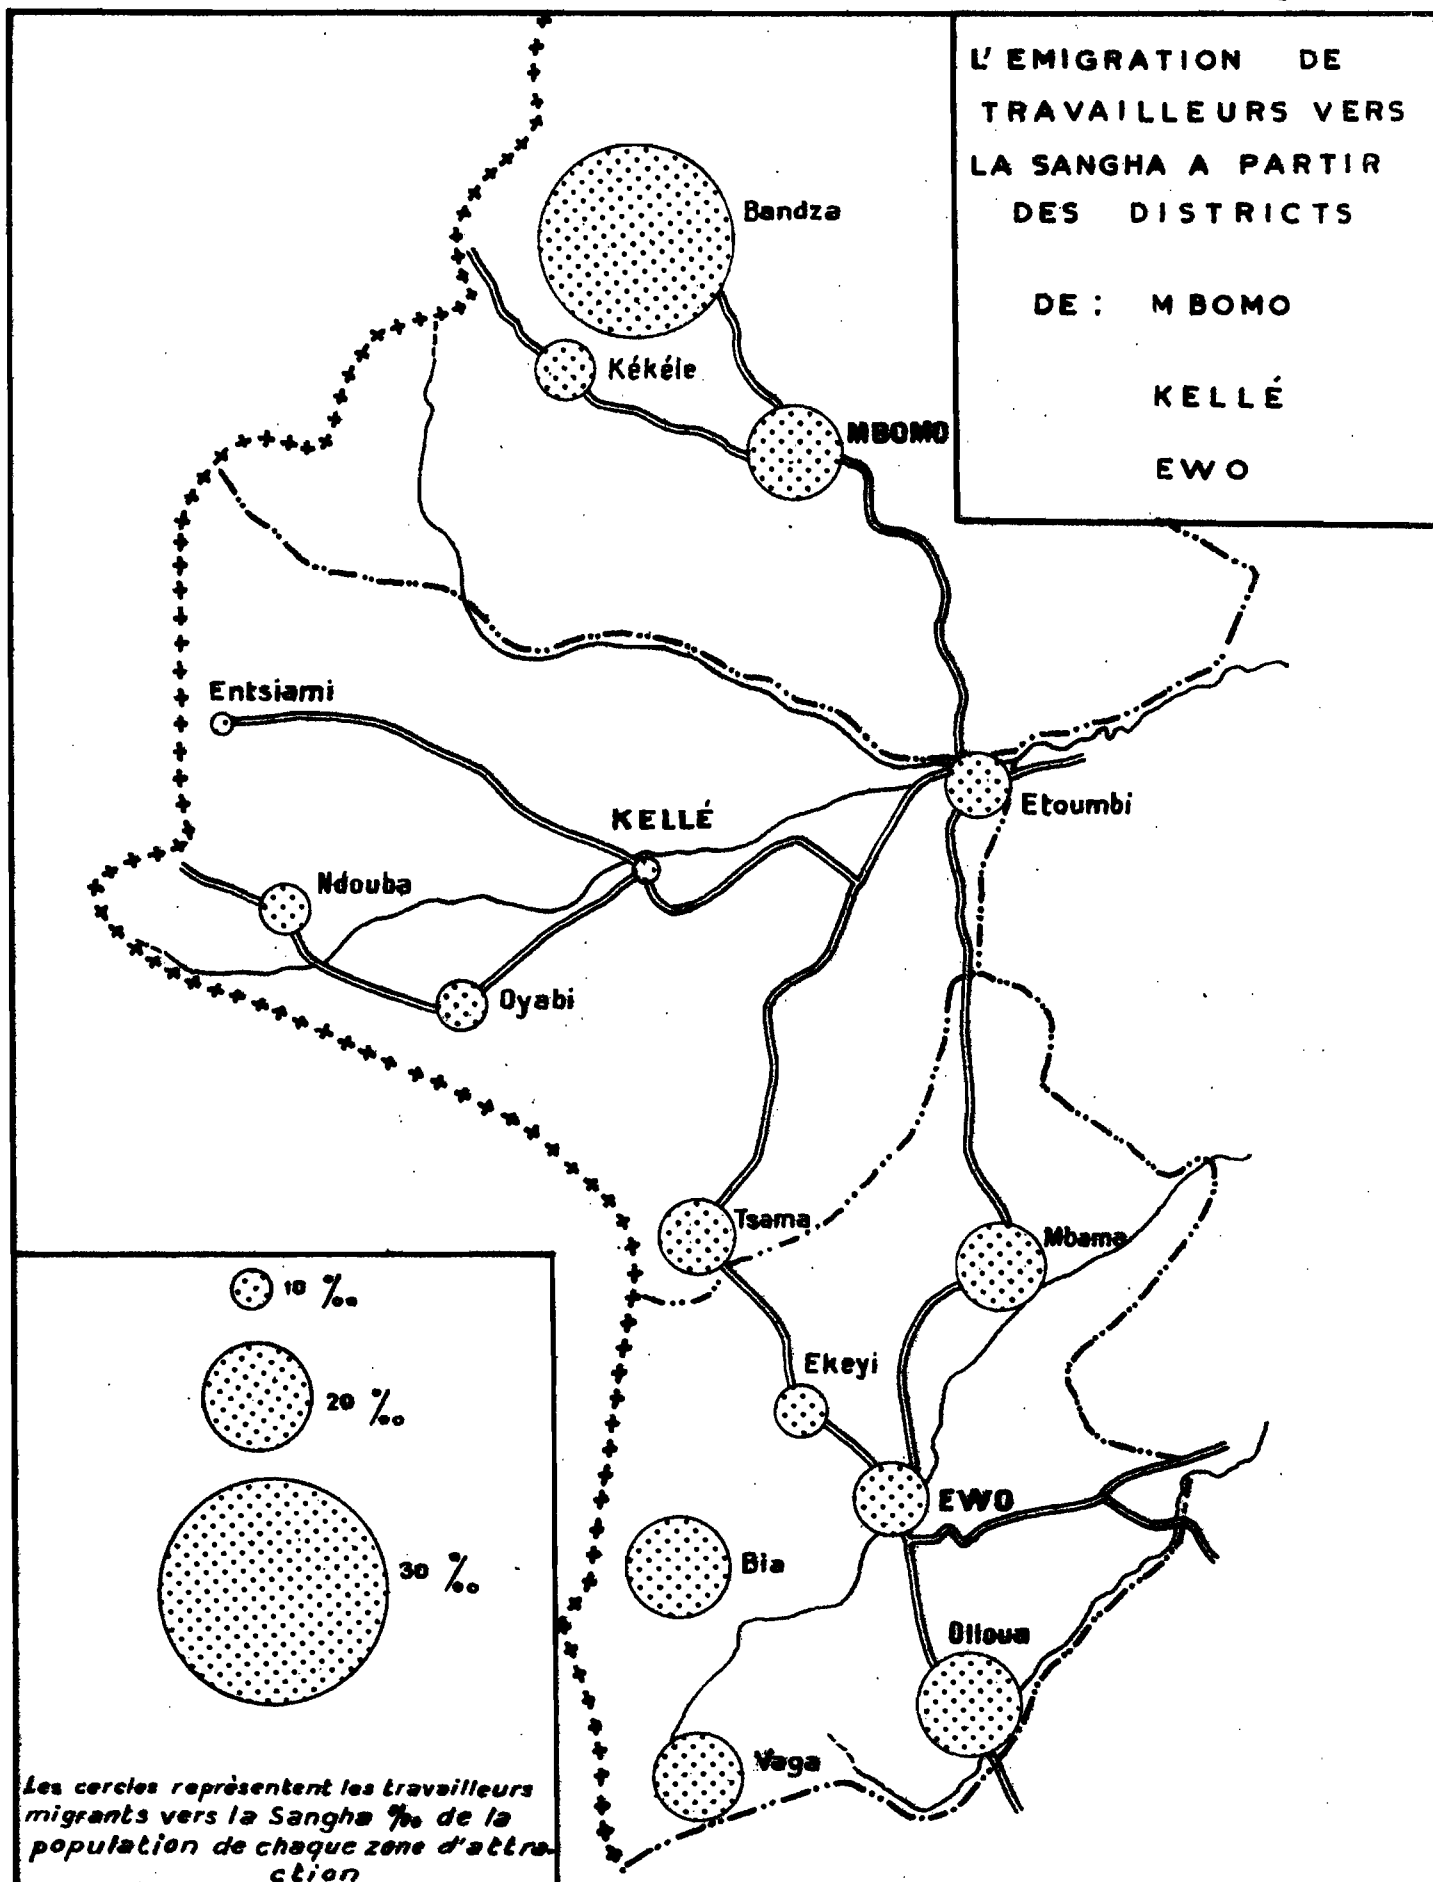 L' EMIGRATION DE
TRAVAILLEURS VERS
LA SANGHA A PARTIR
DES DISTRICTS
DE : MBOMO
KELLÉ
EWO
Bandza
Kékéle
MBOMO
Entsiami
Etoumbi
KELLÉ
Ndouba
Oyabi
Tsama
Mbama
Ekeyi
EWO
Bia
Olloua
Vaga
10 ‰
20 ‰
30 ‰
Les cercles représentent les travailleurs
migrants vers la Sangha ‰ de la
population de chaque zone d'attra-
ction